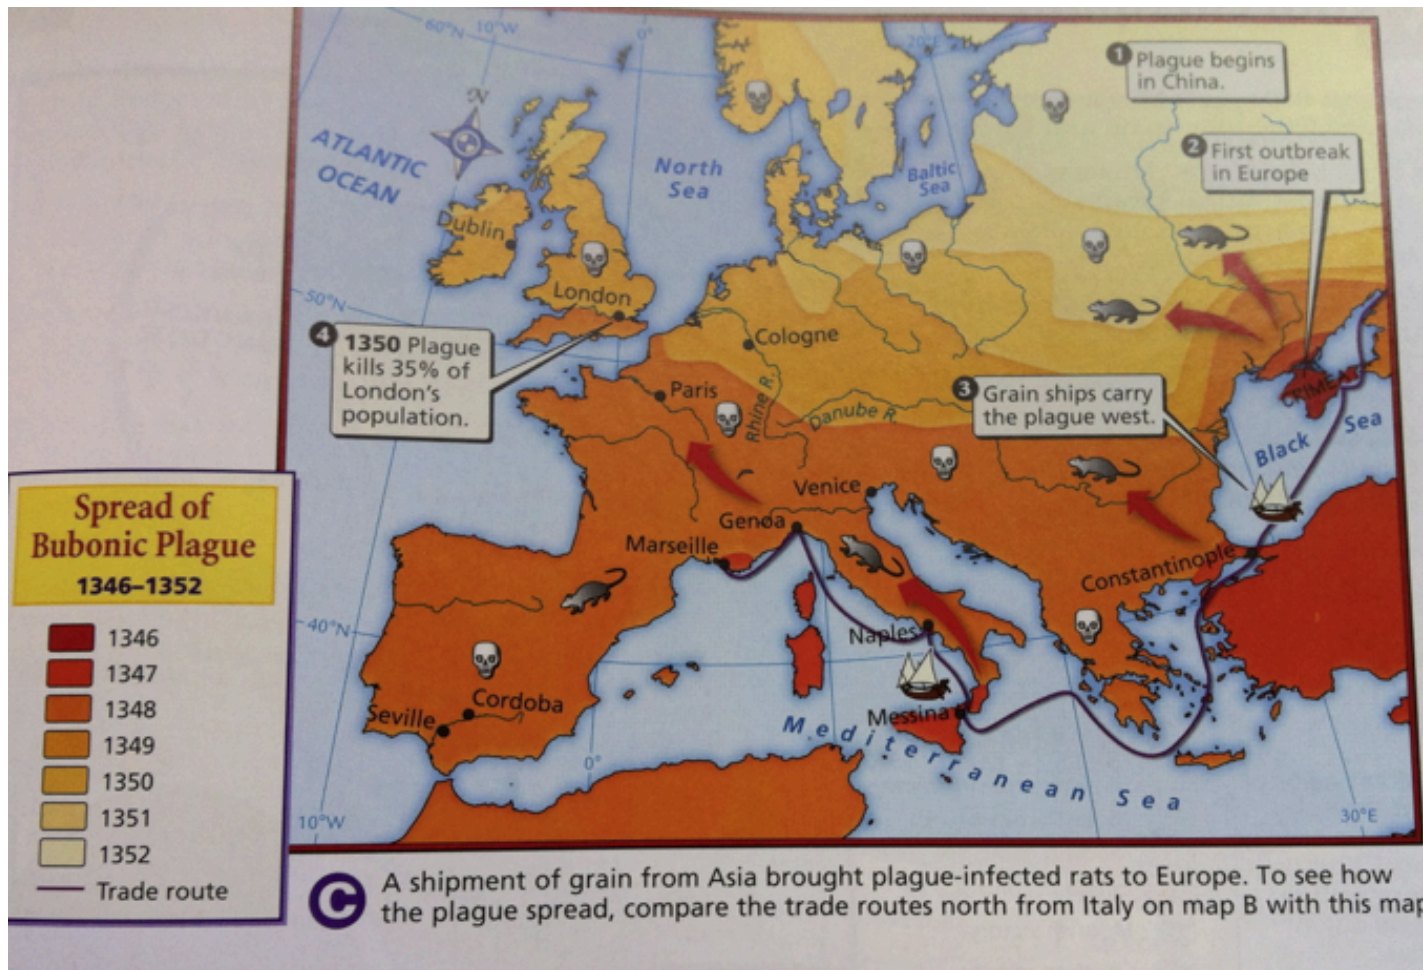 60°N
10°W
0°
20°E
N
ATLANTIC
OCEAN
North
Sea
Baltic
Sea
1 Plague begins
in China.
2 First outbreak
in Europe
Dublin
London
50°N
4 1350 Plague
kills 35% of
London's
population.
Cologne
Paris
Rhine R.
Danube R.
3 Grain ships carry
the plague west.
CRIMEA
Black Sea
Venice
Genoa
Marseille
Constantinople
40°N
Naples
Messina
Cordoba
Seville
Mediterranean Sea
0°
10°W
30°E
Spread of
Bubonic Plague
1346–1352
1346
1347
1348
1349
1350
1351
1352
Trade route
C A shipment of grain from Asia brought plague-infected rats to Europe. To see how
the plague spread, compare the trade routes north from Italy on map B with this map